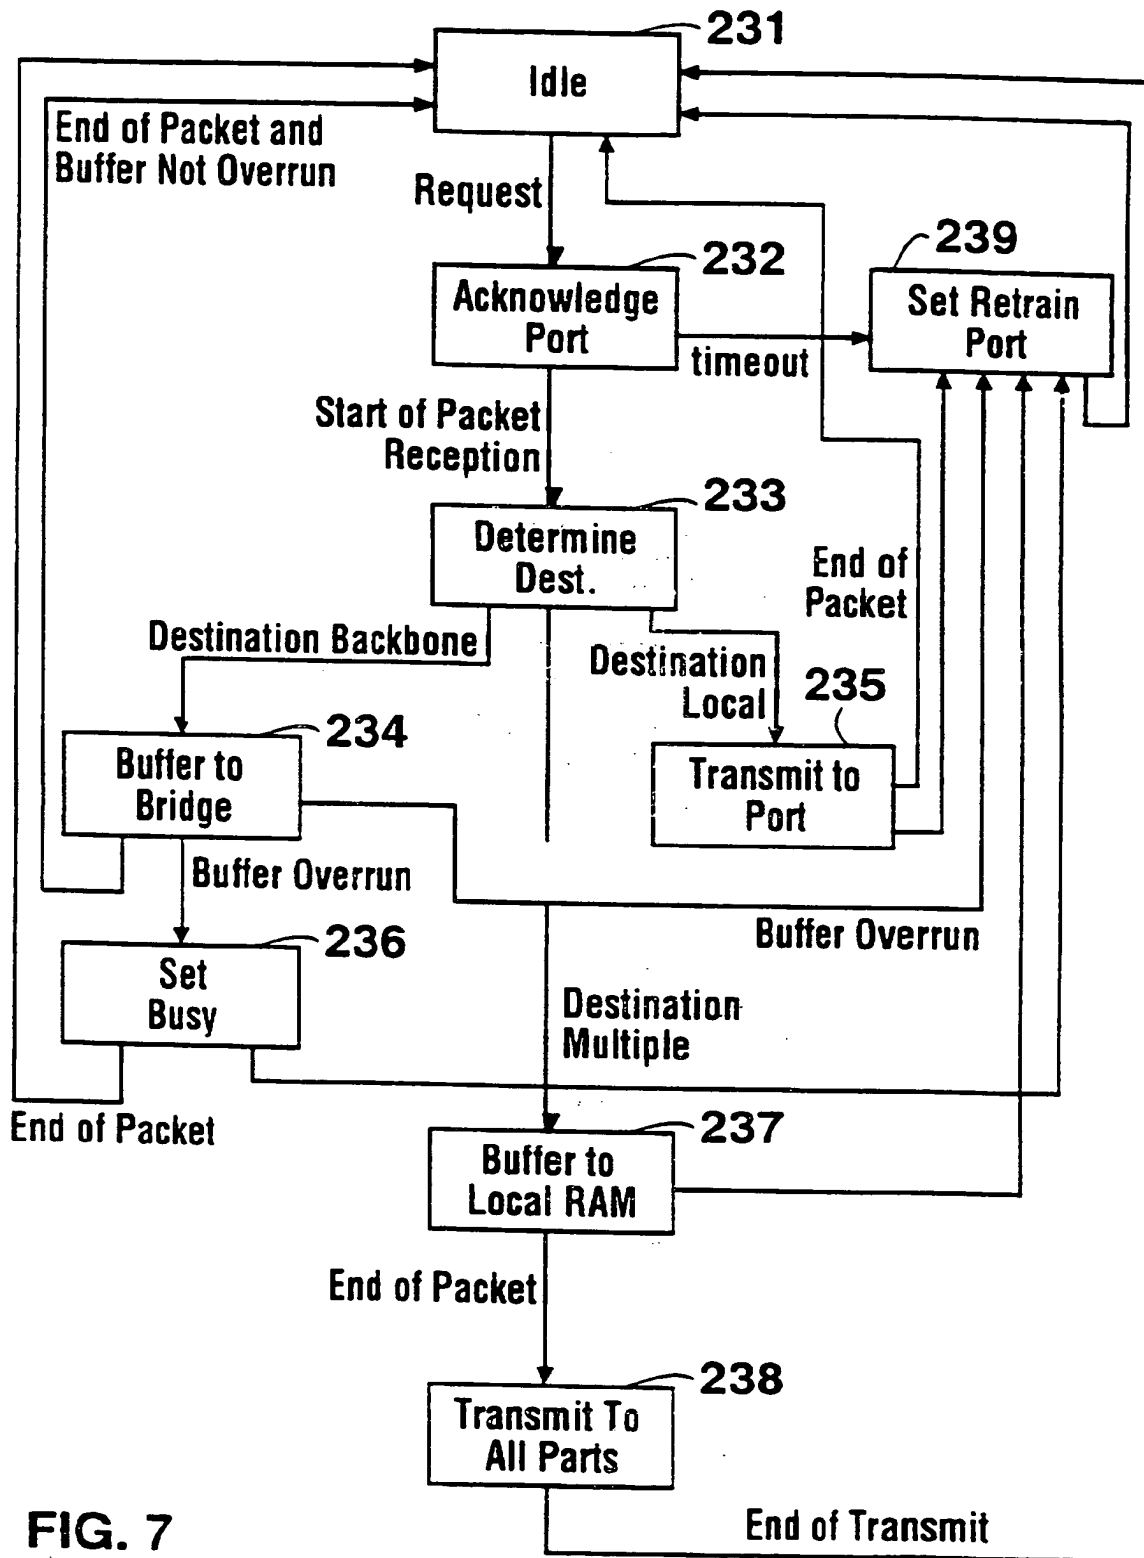 231
Idle
End of Packet and
Buffer Not Overrun
Request
232
239
Acknowledge
Port
Set Retrain
Port
timeout
Start of Packet
Reception
233
Determine
Dest.
End of
Packet
Destination Backbone
Destination
Local
235
234
Buffer to
Bridge
Transmit to
Port
Buffer Overrun
236
Buffer Overrun
Set
Busy
Destination
Multiple
End of Packet
237
Buffer to
Local RAM
End of Packet
238
Transmit To
All Parts
FIG. 7
End of Transmit